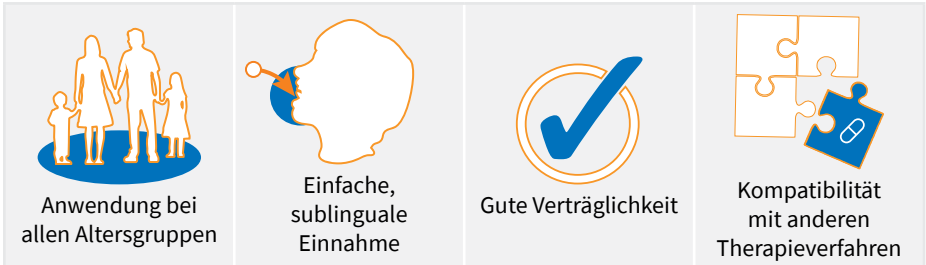 Anwendung bei
allen Altersgruppen
Einfache,
sublinguale
Einnahme
Gute Verträglichkeit
Kompatibilität
mit anderen
Therapieverfahren